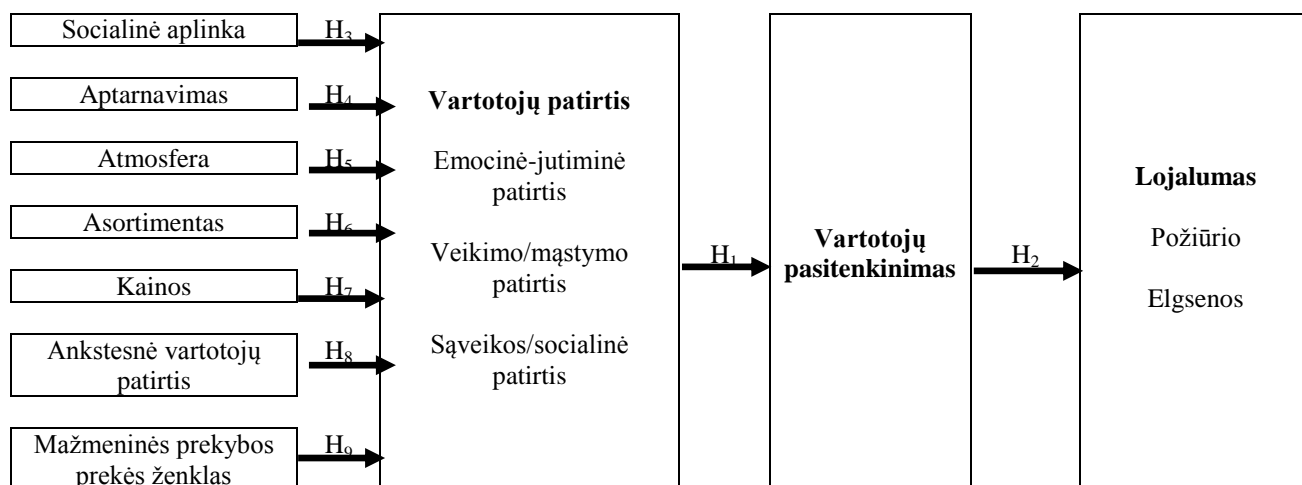 Socialinė aplinka
H3
Aptarnavimas
H4
Atmosfera
H5
Asortimentas
H6
Kainos
H7
Ankstesnė vartotojų
patirtis
H8
Mažmeninės prekybos
prekės ženklas
H9
Vartotojų patirtis
Emocinė-jutiminė
patirtis
Veikimo/mąstymo
patirtis
Sąveikos/socialinė
patirtis
H1
Vartotojų
pasitenkinimas
H2
Lojalumas
Požiūrio
Elgsenos